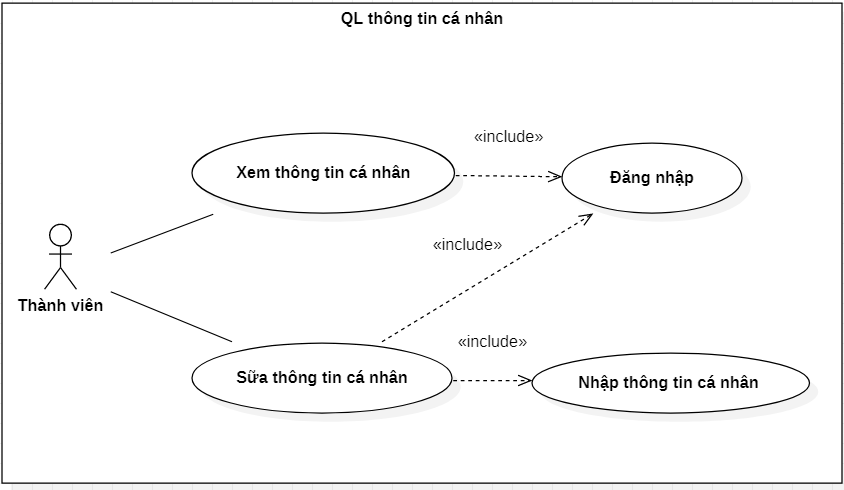 QL thông tin cá nhân
«include»
Xem thông tin cá nhân
Đăng nhập
«include»
Thành viên
«include»
Sữa thông tin cá nhân
Nhập thông tin cá nhân